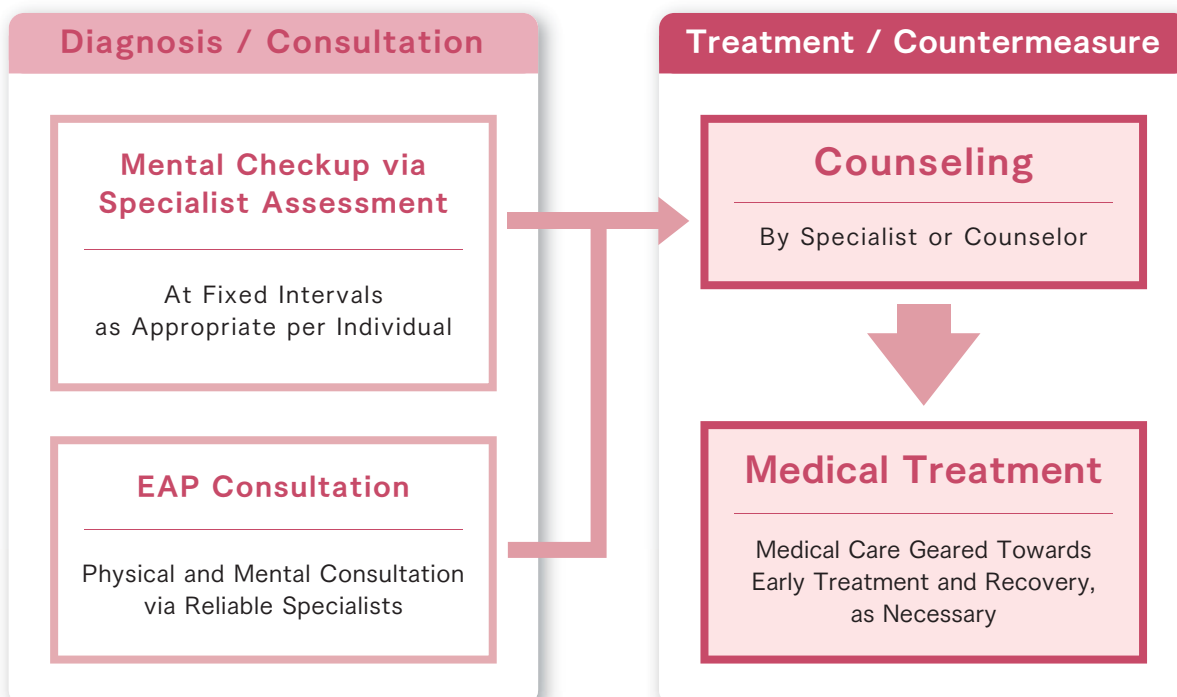 Diagnosis / Consultation
Mental Checkup via
Specialist Assessment
At Fixed Intervals
as Appropriate per Individual
EAP Consultation
Physical and Mental Consultation
via Reliable Specialists
Treatment / Countermeasure
Counseling
By Specialist or Counselor
Medical Treatment
Medical Care Geared Towards
Early Treatment and Recovery,
as Necessary